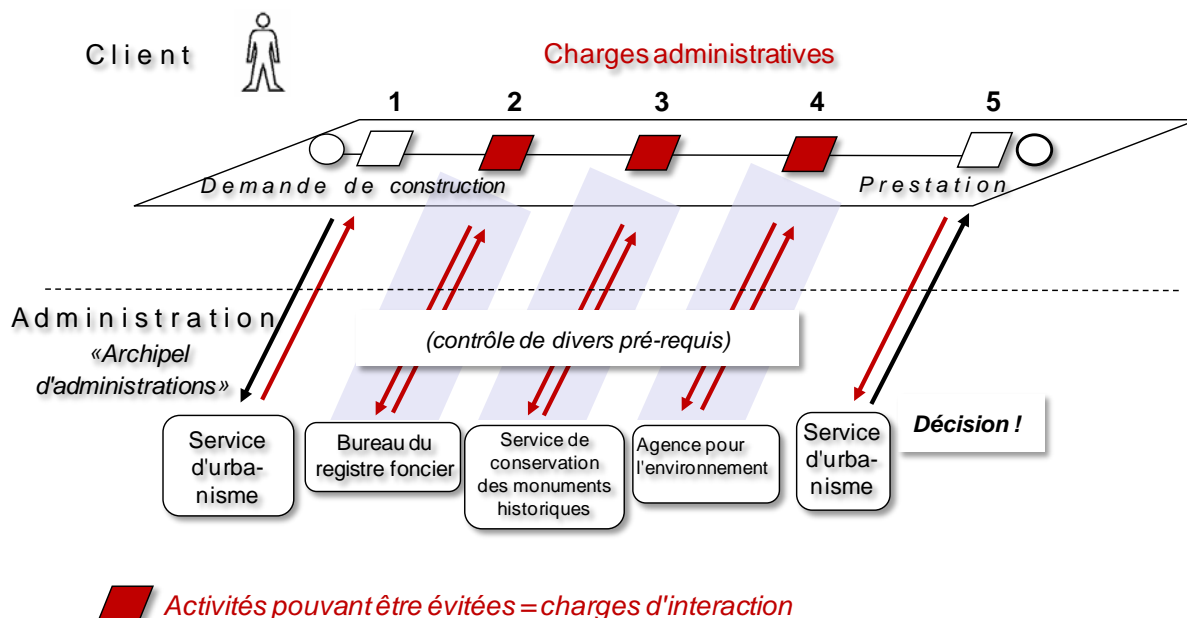 Client
Charges administratives
1 2 3 4 5
Demande de construction
Prestation
Administration
«Archipel
d'administrations»
(contrôle de divers pré-requis)
Service
d'urba-
nisme
Bureau du
registre foncier
Service de
conservation
des monuments
historiques
Agence pour
l'environnement
Service
d'urba-
nisme
Décision !
Activités pouvant être évitées = charges d'interaction